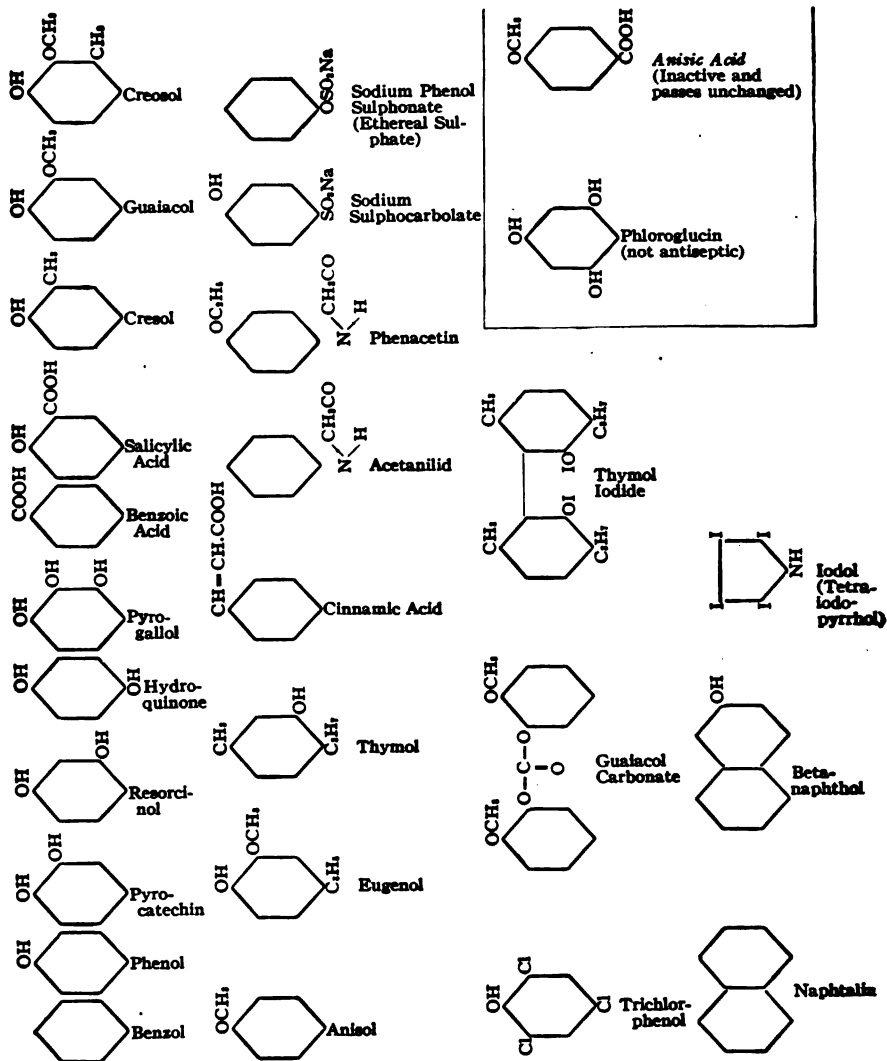 OH
OCH₃
CH₃
Creosol
OH
OCH₃
Guaiacol
OH
CH₃
Cresol
OH
COOH
Salicylic
Acid
COOH
Benzoic
Acid
OH
OH
OH
Pyro-
gallol
OH
OH
Hydro-
quinone
OH
OH
Resorci-
nol
OH
OH
Pyro-
catechin
OH
Phenol
Benzol
OSO₃Na
Sodium Phenol
Sulphonate
(Ethereal Sul-
phate)
OH
SO₃Na
Sodium
Sulphocarbolate
OC₂H₅
CH₃CO
N
H
Phenacetin
CH₃CO
N
H
Acetanilid
CH=CH.COOH
Cinnamic Acid
CH₃
OH
C₃H₇
Thymol
OH
OCH₃
C₃H₅
Eugenol
OCH₃
Anisol
OCH₃
COOH
Anisic Acid
(Inactive and
passes unchanged)
OH
OH
OH
Phloroglucin
(not antiseptic)
CH₃
C₃H₇
IO
OI
CH₃
C₃H₇
Thymol
Iodide
OCH₃
O–C–O
O
OCH₃
Guaiacol
Carbonate
OH
Cl
Cl
Cl
Trichlor-
phenol
I
I
I
I
NH
Iodol
(Tetra-
iodo-
pyrrhol)
OH
Beta-
naphthol
Naphtalin